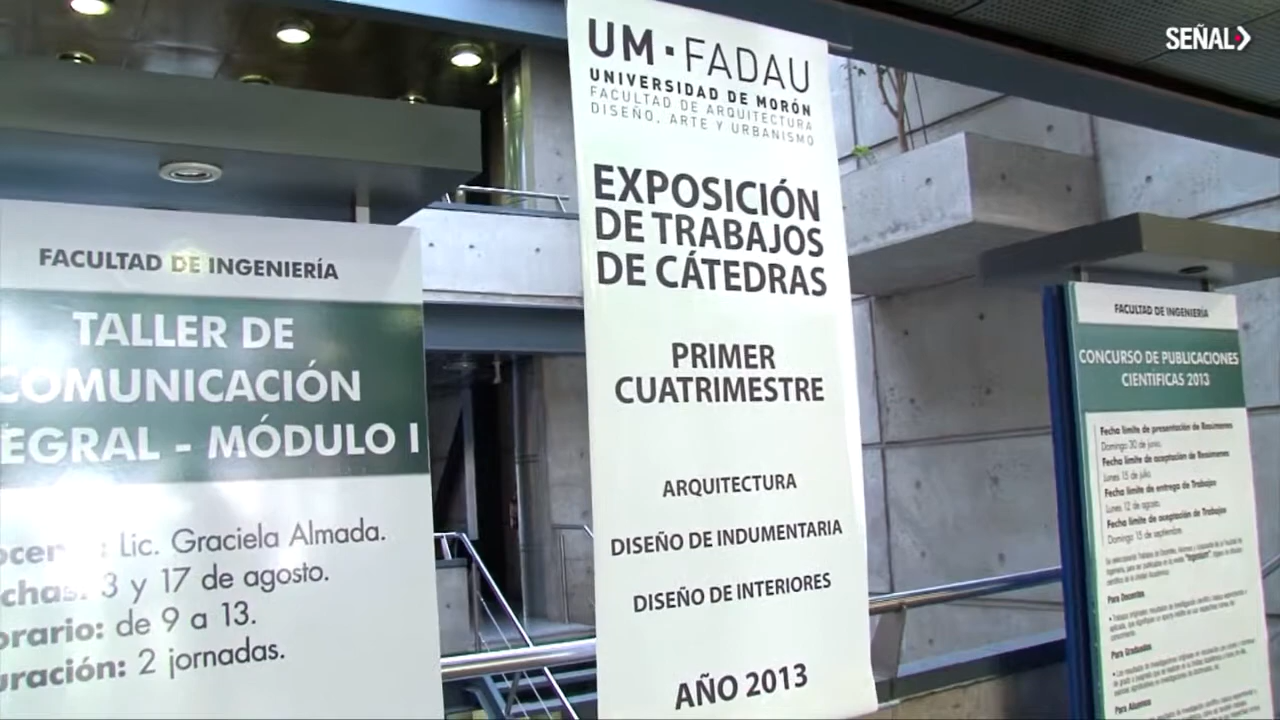 SEÑAL
UM - FADAU
UNIVERSIDAD DE MORÓN
FACULTAD DE ARQUITECTURA
DISEÑO, ARTE Y URBANISMO
EXPOSICIÓN
DE TRABAJOS
DE CÁTEDRAS
PRIMER
CUATRIMESTRE
ARQUITECTURA
DISEÑO DE INDUMENTARIA
DISEÑO DE INTERIORES
AÑO 2013
FACULTAD DE INGENIERÍA
TALLER DE
COMUNICACIÓN
EGRAL - MÓDULO I
Lic. Graciela Almada.
3 y 17 de agosto.
orario: de 9 a 13.
uración: 2 jornadas.
FACULTAD DE INGENIERÍA
CONCURSO DE PUBLICACIONES
CIENTÍFICAS 2013
Fecha límite de presentación de Resúmenes
Domingo 30 de junio.
Fecha límite de aceptación de Resúmenes
Lunes 15 de julio.
Fecha límite de entrega de Trabajos
Lunes 12 de agosto.
Fecha límite de aceptación de Trabajos
Domingo 15 de septiembre.
Para Docentes
Para Graduados
Para Alumnos